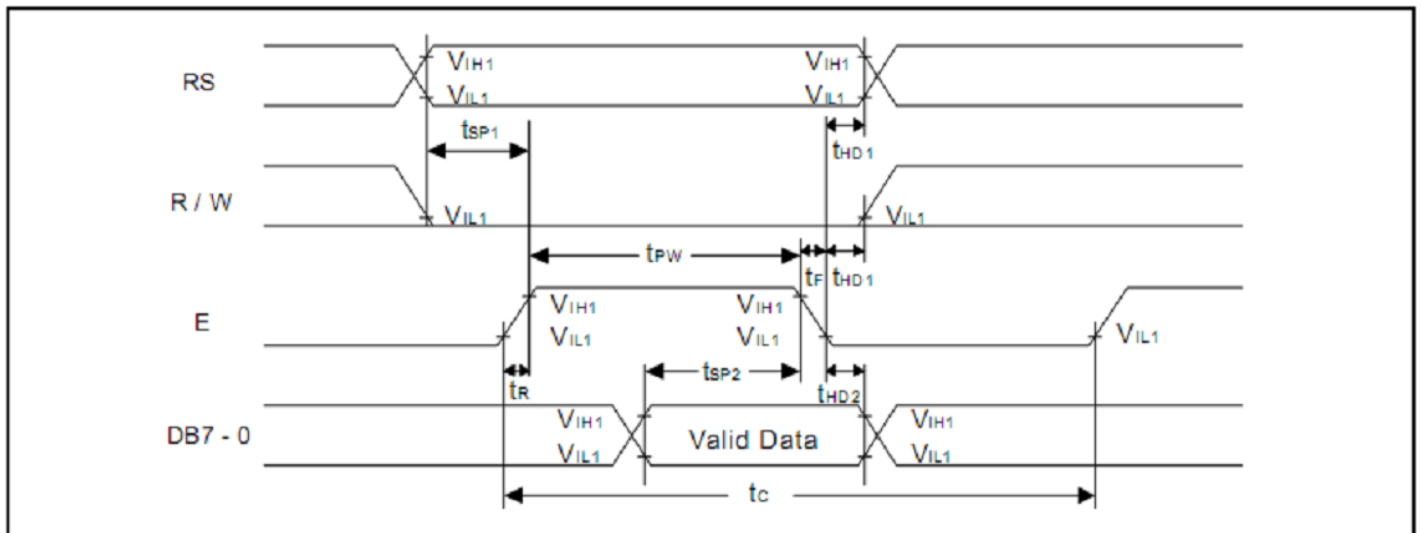 RS
VIH1 VIH1
VIL1 VIL1
tSP1
tHD1
R / W
VIL1 VIL1
tPW
tF tHD1
E
VIH1 VIH1
VIL1 VIL1 VIL1
tR
tSP2
tHD2
DB7 - 0
VIH1 VIH1
Valid Data
VIL1 VIL1
tC